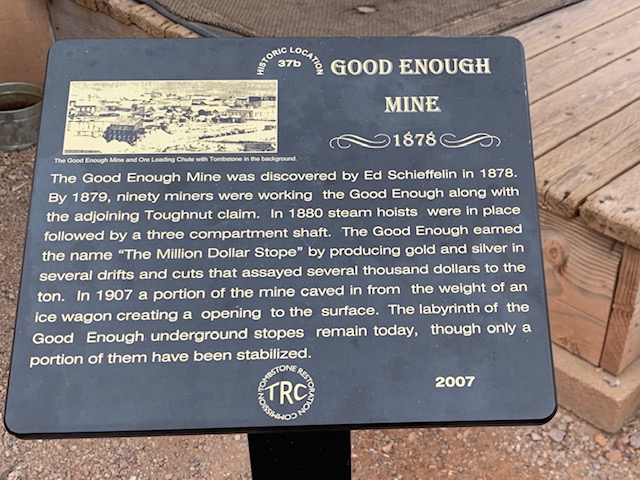 HISTORIC LOCATION
37b
GOOD ENOUGH
MINE
1878
The Good Enough Mine and Ore Loading Chute with Tombstone in the background.
The Good Enough Mine was discovered by Ed Schieffelin in 1878.
By 1879, ninety miners were working the Good Enough along with
the adjoining Toughnut claim. In 1880 steam hoists were in place
followed by a three compartment shaft. The Good Enough earned
the name “The Million Dollar Stope” by producing gold and silver in
several drifts and cuts that assayed several thousand dollars to the
ton. In 1907 a portion of the mine caved in from the weight of an
ice wagon creating a opening to the surface. The labyrinth of the
Good Enough underground stopes remain today, though only a
portion of them have been stabilized.
TOMBSTONE RESTORATION COMMISSION
TRC
2007